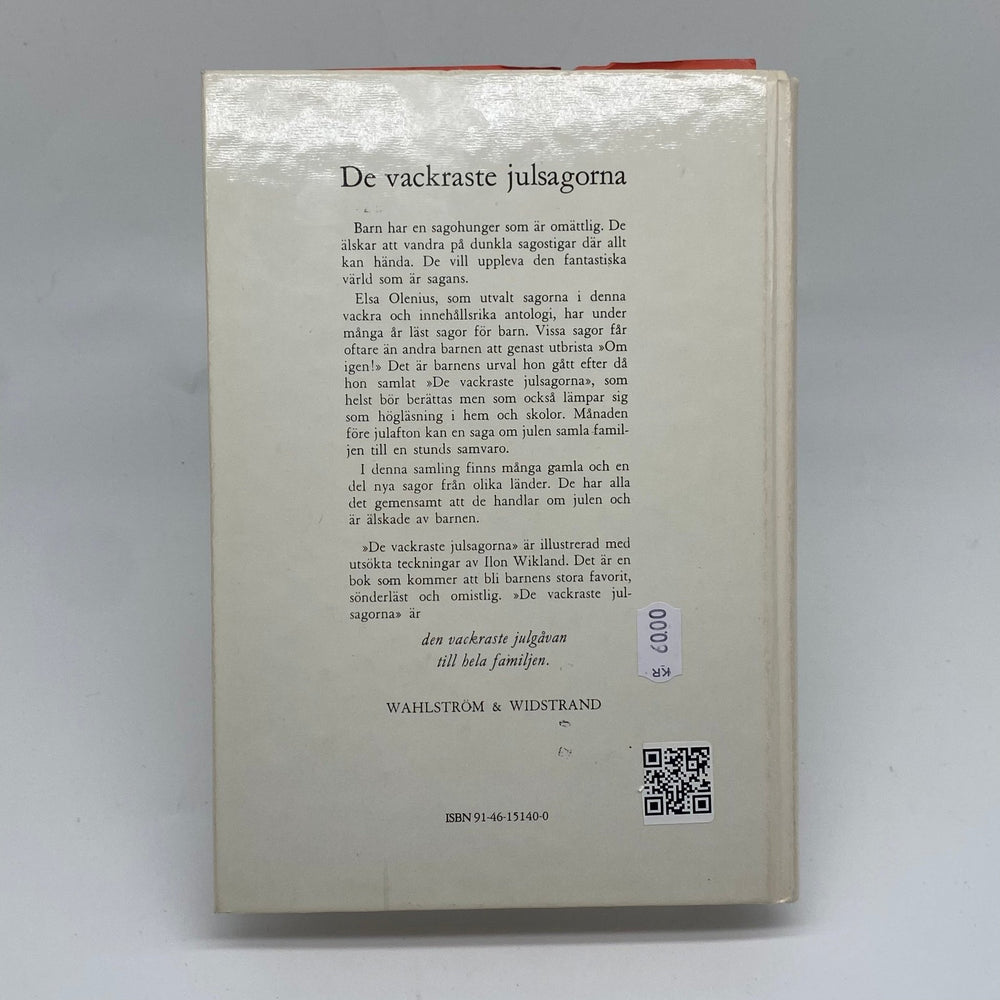 De vackraste julsagorna
Barn har en sagohunger som är omättlig. De
älskar att vandra på dunkla sagostigar där allt
kan hända. De vill uppleva den fantastiska
värld som är sagans.
Elsa Olenius, som utvalt sagorna i denna
vackra och innehållsrika antologi, har under
många år läst sagor för barn. Vissa sagor får
oftare än andra barnen att genast utbrista »Om
igen!» Det är barnens urval hon gått efter då
hon samlat »De vackraste julsagorna», som
helst bör berättas men som också lämpar sig
som högläsning i hem och skolor. Månaden
före julafton kan en saga om julen samla famil-
jen till en stunds samvaro.
I denna samling finns många gamla och en
del nya sagor från olika länder. De har alla
det gemensamt att de handlar om julen och
är älskade av barnen.
»De vackraste julsagorna» är illustrerad med
utsökta teckningar av Ilon Wikland. Det är en
bok som kommer att bli barnens stora favorit,
sönderläst och omistlig. »De vackraste jul-
sagorna» är
den vackraste julgåvan
till hela familjen.
WAHLSTRÖM & WIDSTRAND
ISBN 91-46-15140-0
KR